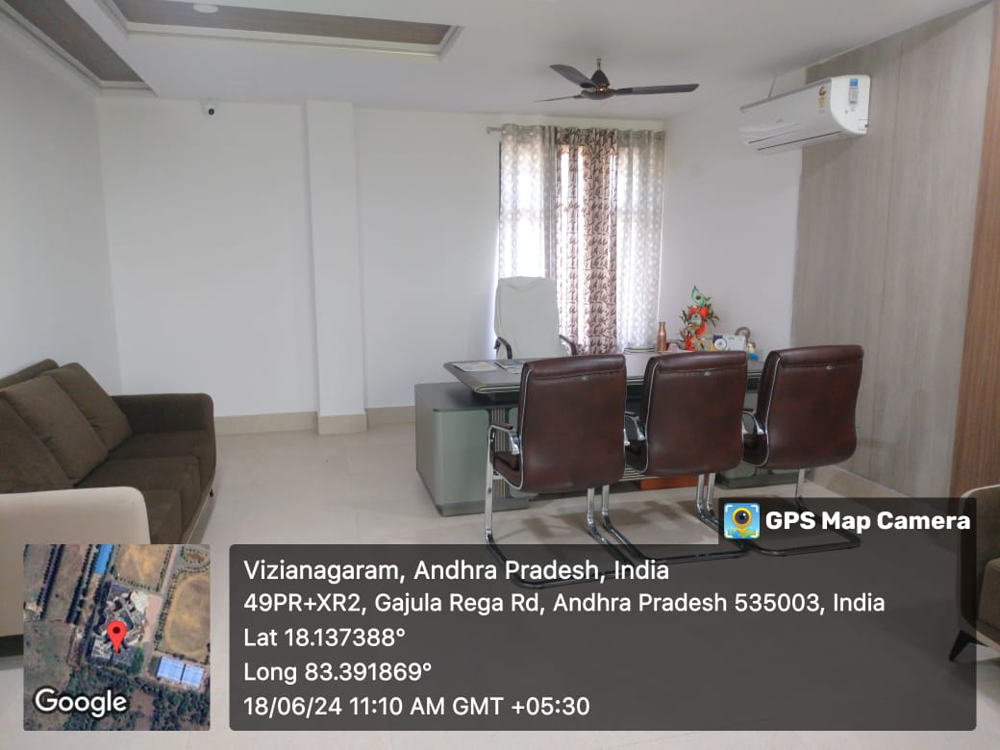 GPS Map Camera
Vizianagaram, Andhra Pradesh, India
49PR+XR2, Gajula Rega Rd, Andhra Pradesh 535003, India
Lat 18.137388°
Long 83.391869°
18/06/24 11:10 AM GMT +05:30
Google